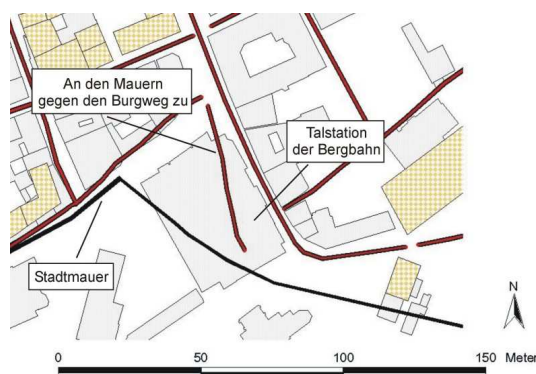 An den Mauern
gegen den Burgweg zu
Talstation
der Bergbahn
Stadtmauer
N
0 50 100 150 Meter